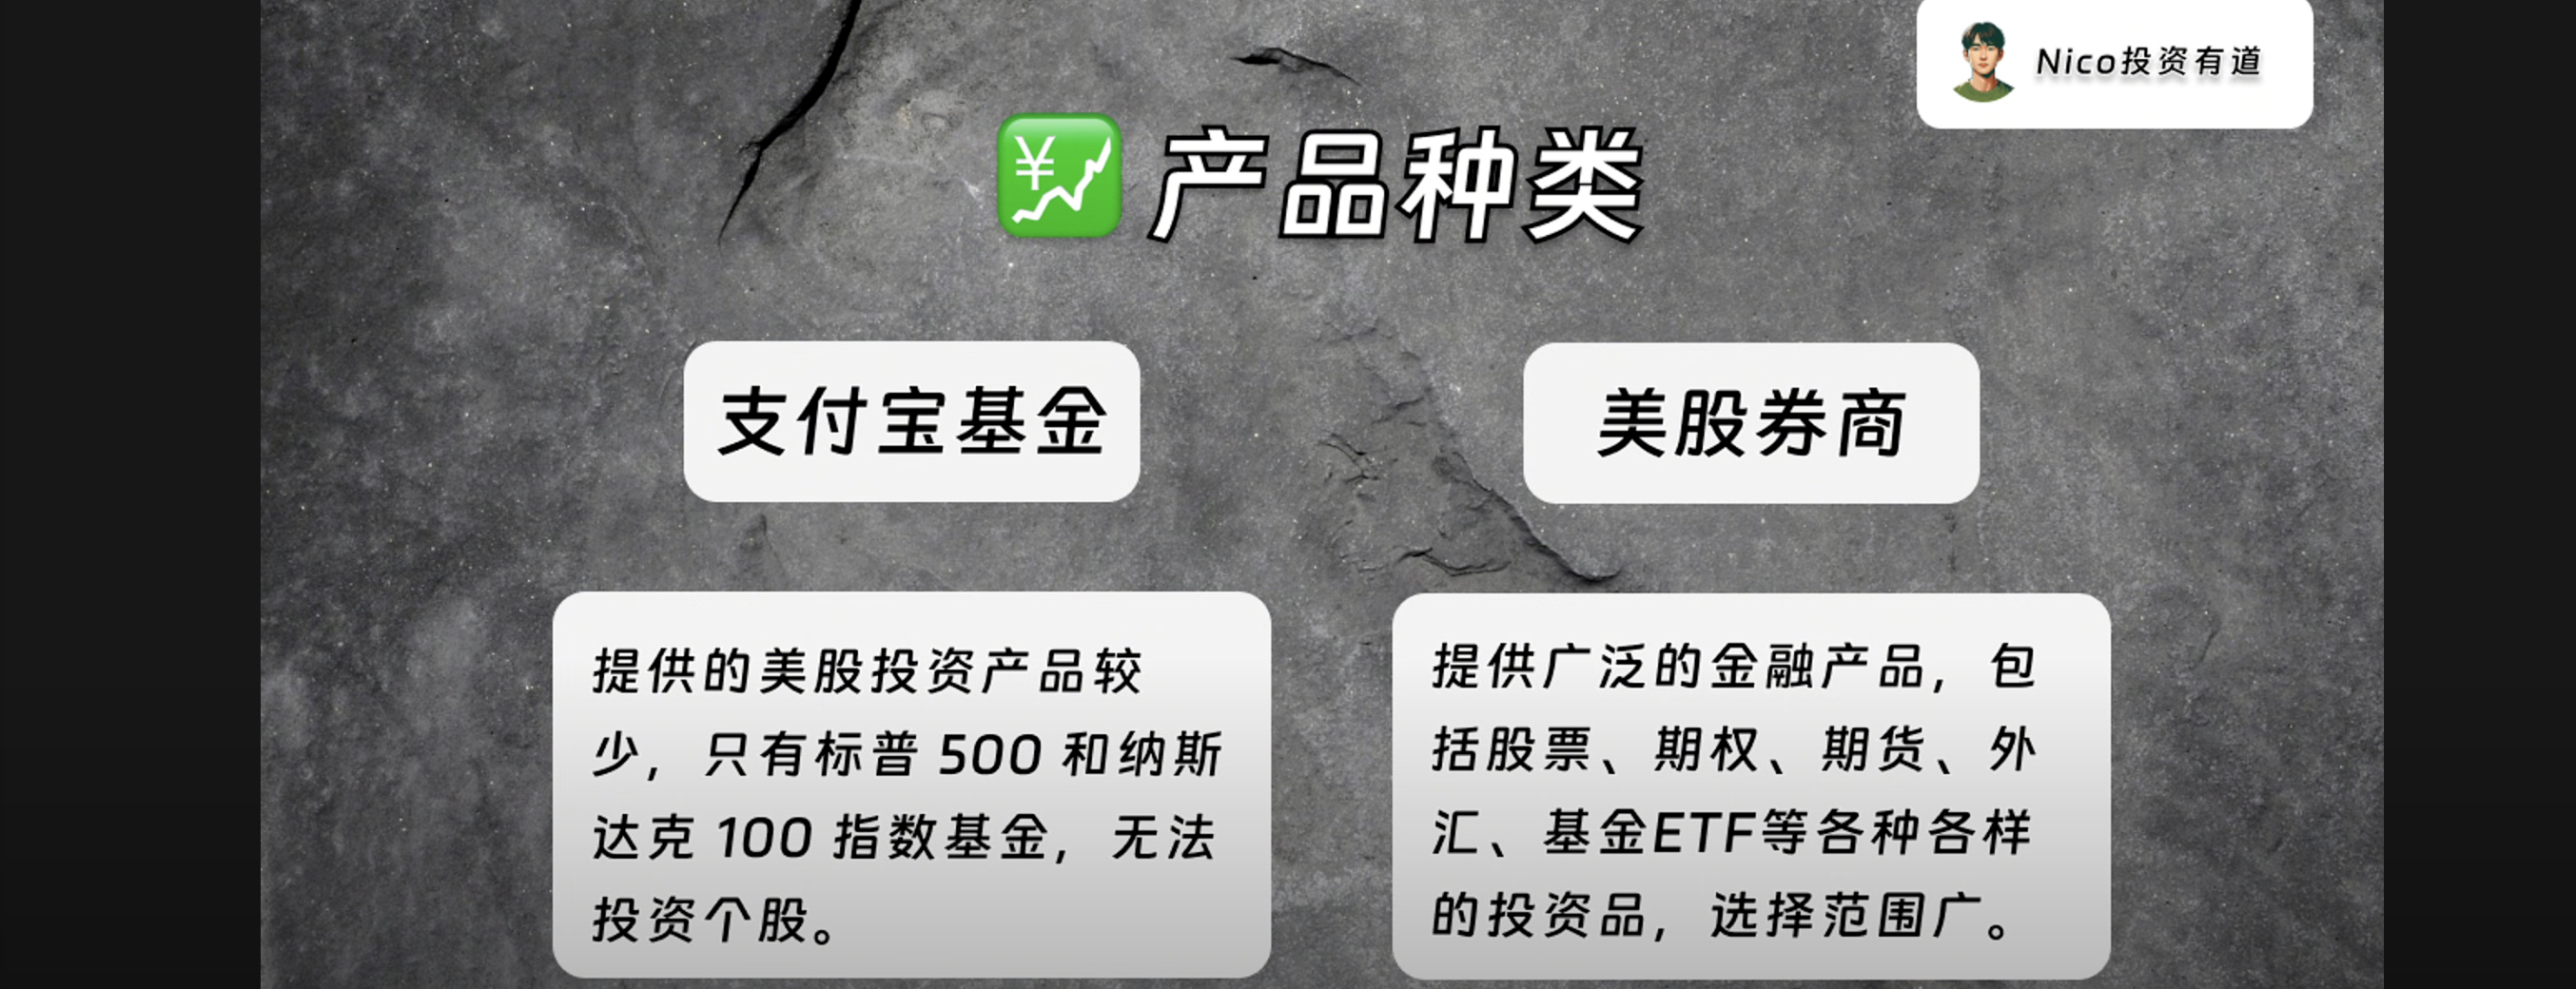 Nico投资有道
产品种类
支付宝基金
美股券商
提供的美股投资产品较
少，只有标普 500 和纳斯
达克 100 指数基金，无法
投资个股。
提供广泛的金融产品，包
括股票、期权、期货、外
汇、基金ETF等各种各样
的投资品，选择范围广。